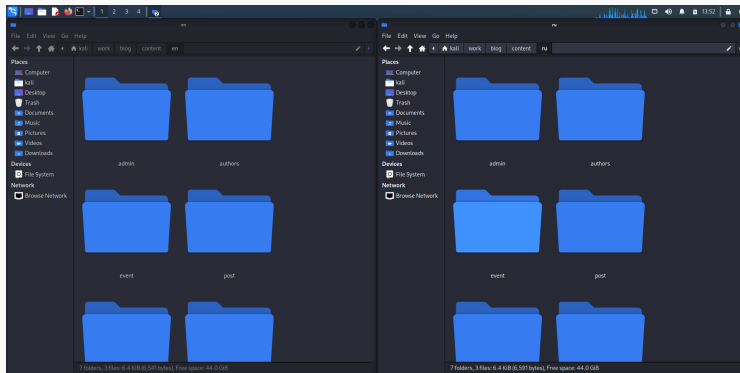 1 2 3 4
13:52
en
File Edit View Go Help
kali work blog content en
Places
Computer
kali
Desktop
Trash
Documents
Music
Pictures
Videos
Downloads
Devices
File System
Network
Browse Network
admin authors
event post
7 folders, 3 files: 6.4 KiB (6,541 bytes), Free space: 44.0 GiB
ru
File Edit View Go Help
kali work blog content ru
Places
Computer
kali
Desktop
Trash
Documents
Music
Pictures
Videos
Downloads
Devices
File System
Network
Browse Network
admin authors
event post
7 folders, 3 files: 6.4 KiB (6,591 bytes), Free space: 44.0 GiB